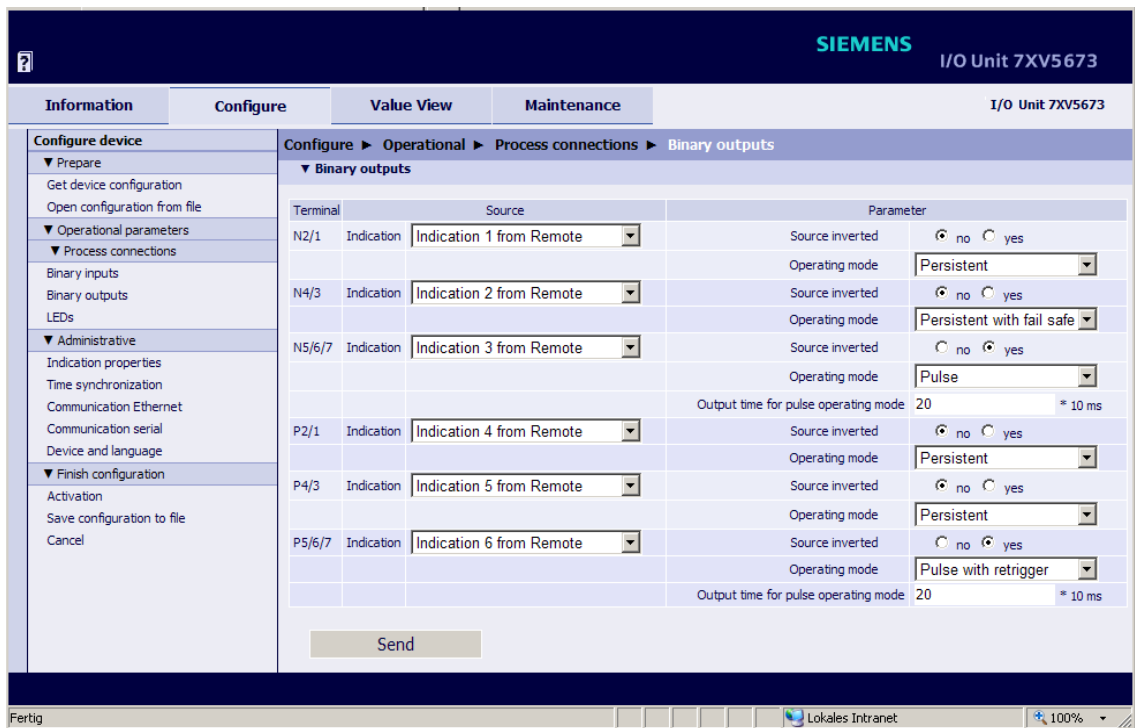 SIEMENS
?
I/O Unit 7XV5673
Information Configure Value View Maintenance I/O Unit 7XV5673
Configure device
▼ Prepare
Get device configuration
Open configuration from file
▼ Operational parameters
▼ Process connections
Binary inputs
Binary outputs
LEDs
▼ Administrative
Indication properties
Time synchronization
Communication Ethernet
Communication serial
Device and language
▼ Finish configuration
Activation
Save configuration to file
Cancel
Configure ► Operational ► Process connections ► Binary outputs
▼ Binary outputs
Terminal Source Parameter
N2/1 Indication Indication 1 from Remote Source inverted no yes
Operating mode Persistent
N4/3 Indication Indication 2 from Remote Source inverted no yes
Operating mode Persistent with fail safe
N5/6/7 Indication Indication 3 from Remote Source inverted no yes
Operating mode Pulse
Output time for pulse operating mode 20 * 10 ms
P2/1 Indication Indication 4 from Remote Source inverted no yes
Operating mode Persistent
P4/3 Indication Indication 5 from Remote Source inverted no yes
Operating mode Persistent
P5/6/7 Indication Indication 6 from Remote Source inverted no yes
Operating mode Pulse with retrigger
Output time for pulse operating mode 20 * 10 ms
Send
Fertig Lokales Intranet 100%